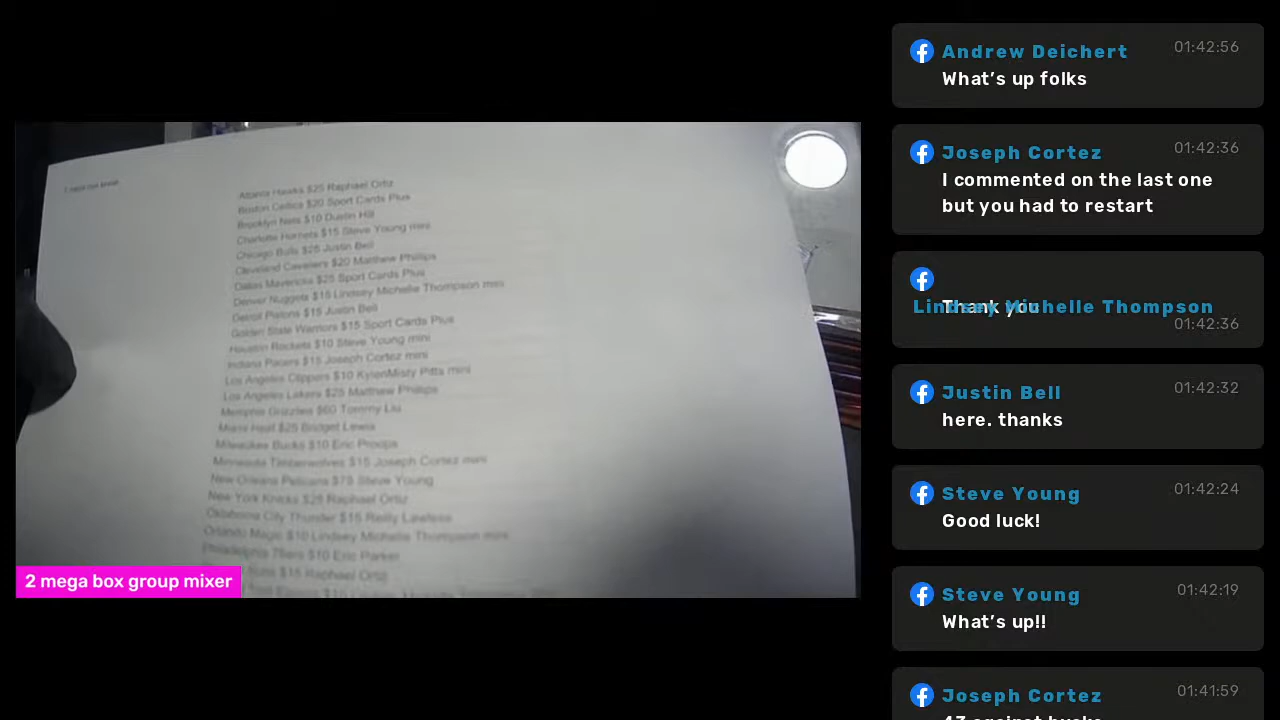 Atlanta Hawks $25 Raphael Ortiz
Boston Celtics $20 Sport Cards Plus
Brooklyn Nets $10 Dustin Hill
Charlotte Hornets $15 Steve Young mini
Chicago Bulls $25 Justin Bell
Cleveland Cavaliers $20 Matthew Phillips
Dallas Mavericks $25 Sport Cards Plus
Denver Nuggets $15 Lindsey Michelle Thompson mini
Detroit Pistons $15 Justin Bell
Golden State Warriors $15 Sport Cards Plus
Houston Rockets $10 Steve Young mini
Indiana Pacers $15 Joseph Cortez mini
Los Angeles Clippers $10 KylenMisty Pitts mini
Los Angeles Lakers $25 Matthew Phillips
Memphis Grizzlies $60 Tommy Liu
Miami Heat $25 Bridget Lewis
Milwaukee Bucks $10 Eric Proops
Minnesota Timberwolves $15 Joseph Cortez mini
New Orleans Pelicans $75 Steve Young
New York Knicks $25 Raphael Ortiz
Oklahoma City Thunder $15 Reilly Lawless
Orlando Magic $10 Lindsey Michelle Thompson mini
Philadelphia 76ers $10 Eric Parker
Suns $15 Raphael Ortiz
2 mega box group mixer
Andrew Deichert 01:42:56
What's up folks
Joseph Cortez 01:42:36
I commented on the last one
but you had to restart
Lindsey Michelle Thompson
Thank you
01:42:36
Justin Bell 01:42:32
here. thanks
Steve Young 01:42:24
Good luck!
Steve Young 01:42:19
What's up!!
Joseph Cortez 01:41:59